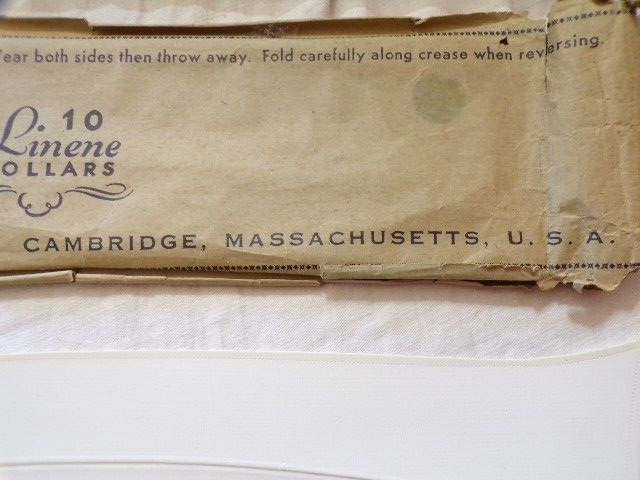 ear both sides then throw away. Fold carefully along crease when reversing.
10
Linene
OLLARS
CAMBRIDGE, MASSACHUSETTS, U. S. A.